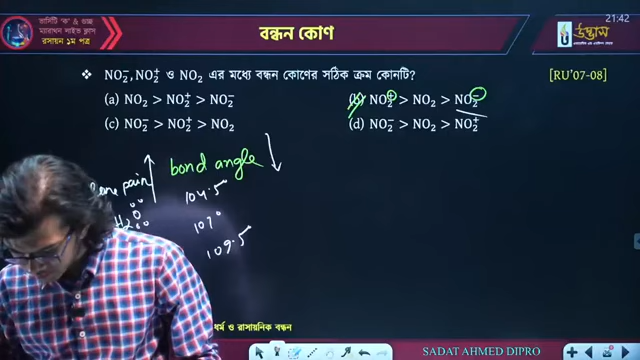 ভার্সিটি 'ক' & গুচ্ছ
ম্যারাথন লাইভ ক্লাস
রসায়ন ১ম পত্র
বন্ধন কোণ
21:42
উদ্ভাস
❖ NO₂⁻, NO₂⁺ ও NO₂ এর মধ্যে বন্ধন কোণের সঠিক ক্রম কোনটি? [RU'07-08]
(a) NO₂ > NO₂⁺ > NO₂⁻ (b) NO₂⁺ > NO₂ > NO₂⁻
(c) NO₂⁻ > NO₂⁺ > NO₂ (d) NO₂⁻ > NO₂ > NO₂⁺
lone pair bond angle
H₂O 104.5°
107°
109.5°
ধর্ম ও রাসায়নিক বন্ধন
SADAT AHMED DIPRO